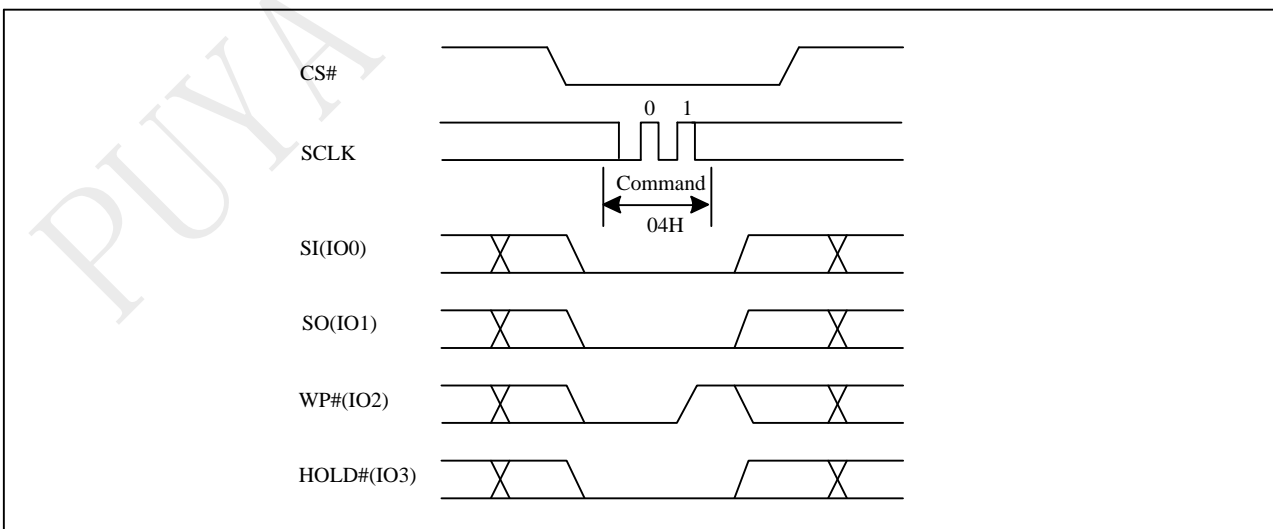 PUYA
CS#
0 1
SCLK
Command
04H
SI(IO0)
SO(IO1)
WP#(IO2)
HOLD#(IO3)